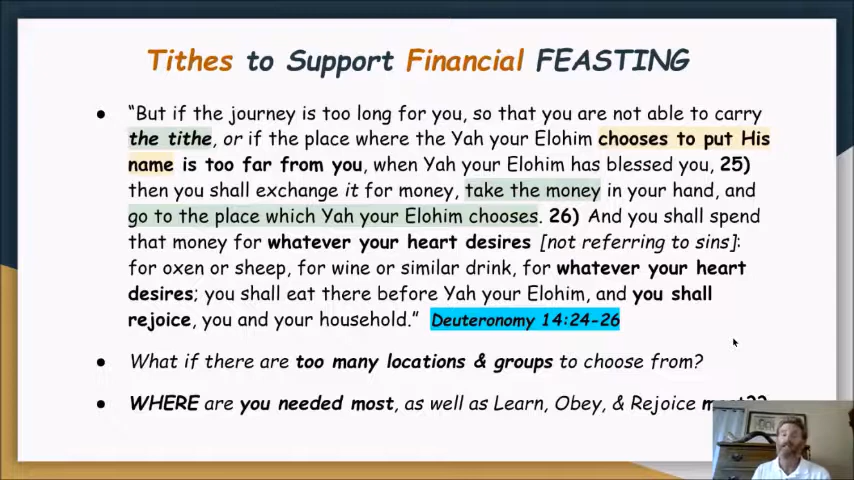 Tithes to Support Financial FEASTING
● “But if the journey is too long for you, so that you are not able to carry
the tithe, or if the place where the Yah your Elohim chooses to put His
name is too far from you, when Yah your Elohim has blessed you, 25)
then you shall exchange it for money, take the money in your hand, and
go to the place which Yah your Elohim chooses. 26) And you shall spend
that money for whatever your heart desires [not referring to sins]:
for oxen or sheep, for wine or similar drink, for whatever your heart
desires; you shall eat there before Yah your Elohim, and you shall
rejoice, you and your household.” Deuteronomy 14:24-26
● What if there are too many locations & groups to choose from?
● WHERE are you needed most, as well as Learn, Obey, & Rejoice